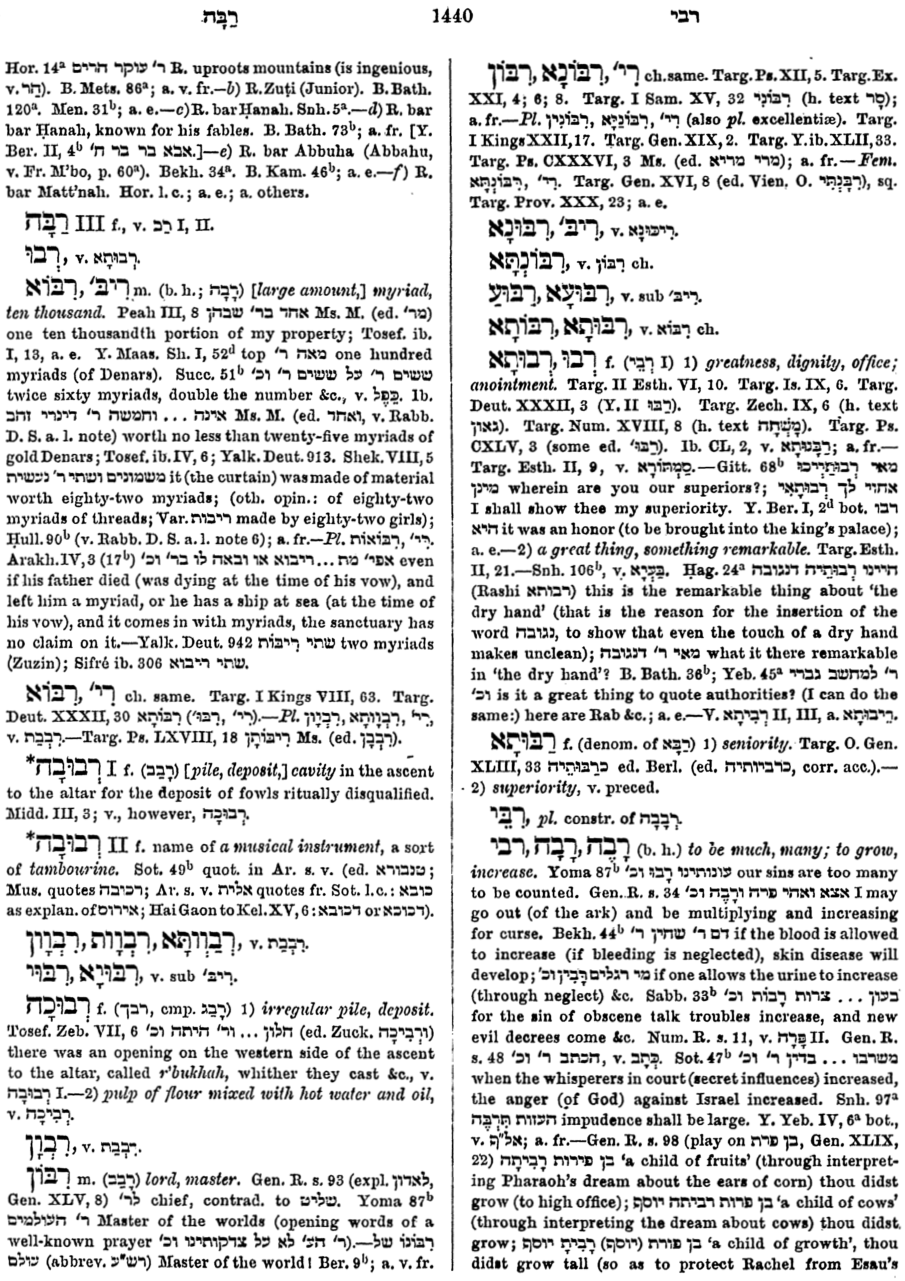 רַבָּה 1440 רבי
Hor. 14ᵃ ר׳ עוקר הרים R. uproots mountains (is ingenious,
v. הַר). B. Mets. 86ᵃ; a. v. fr.—b) R. Zuṭi (Junior). B. Bath.
120ᵃ. Men. 31ᵇ; a. e.—c) R. bar Ḥanah. Snh. 5ᵃ.—d) R. bar
bar Ḥanah, known for his fables. B. Bath. 73ᵇ; a. fr. [Y.
Ber. II, 4ᵇ אבא בר בר ח׳.]—e) R. bar Abbuha (Abbahu,
v. Fr. M'bo, p. 60ᵃ). Bekh. 34ᵃ. B. Kam. 46ᵇ; a. e.—f) R.
bar Matt'nah. Hor. l. c.; a. e.; a. others.
רַבָּה III f., v. רַב I, II.
רְבוּ, v. רְבוּתָא.
רִיבּ׳, רִבּוֹא m. (b. h.; רָבָה) [large amount,] myriad,
ten thousand. Peah III, 8 אחד בר׳ שבהן Ms. M. (ed. מר׳)
one ten thousandth portion of my property; Tosef. ib.
I, 13, a. e. Y. Maas. Sh. I, 52ᵈ top מאה ר׳ one hundred
myriads (of Denars). Succ. 51ᵇ ששים ר׳ על ששים ר׳ וכ׳
twice sixty myriads, double the number &c., v. כֶּפֶל. Ib.
אינה ... וחמשה ר׳ דינרי זהב Ms. M. (ed. ואחד, v. Rabb.
D. S. a. l. note) worth no less than twenty-five myriads of
gold Denars; Tosef. ib. IV, 6; Yalk. Deut. 913. Shek. VIII, 5
משמונים ושתי ר׳ נעשית it (the curtain) was made of material
worth eighty-two myriads; (oth. opin.: of eighty-two
myriads of threads; Var. ריבות made by eighty-two girls);
Ḥull. 90ᵇ (v. Rabb. D. S. a. l. note 6); a. fr.—Pl. רִבּוֹאוֹת, רִי׳.
Arakh. IV, 3 (17ᵇ) אפי׳ מת ... ריבוא או ובאה לו בר׳ וכ׳ even
if his father died (was dying at the time of his vow), and
left him a myriad, or he has a ship at sea (at the time of
his vow), and it comes in with myriads, the sanctuary has
no claim on it.—Yalk. Deut. 942 שתי רִיבּוֹת two myriads
(Zuzin); Sifré ib. 306 שתי ריבוא.
רִי׳, רִבּוֹא ch. same. Targ. I Kings VIII, 63. Targ.
Deut. XXXII, 30 רִבּוֹתָא (רִי׳, רִבּוּ׳).—Pl. רִבְוָון, רִבְוָותָא, רִי׳,
v. רִבְבַת.—Targ. Ps. LXVIII, 18 רִיבּוֹתָן Ms. (ed. רִבְבָן).
*רְבוּבָה I f. (רבב) [pile, deposit,] cavity in the ascent
to the altar for the deposit of fowls ritually disqualified.
Midd. III, 3; v., however, רְבוּכָה.
*רְבוּבָה II f. name of a musical instrument, a sort
of tambourine. Sot. 49ᵇ quot. in Ar. s. v. (ed. טנבורא;
Mus. quotes רכיבה; Ar. s. v. אלית quotes fr. Sot. l. c.: כובא
as explan. of אירוס; Hai Gaon to Kel. XV, 6: דכובא or דכוכא).
רִבְוָון, רִבְווֹת, רִבְוָותָא, v. רִבְבַת.
רִבּוּי, רִבּוּיָא, v. sub רִיבּ׳.
רְבוּכָה f. (רבך, cmp. רָבַג) 1) irregular pile, deposit.
Tosef. Zeb. VII, 6 חלון ... ור׳ היתה וכ׳ (ed. Zuck. ורְבִיכָה)
there was an opening on the western side of the ascent
to the altar, called r'bukhah, whither they cast &c., v.
רְבוּבָה I.—2) pulp of flour mixed with hot water and oil,
v. רְבִיכָה.
רִבְוָן, v. רִבְבַת.
רִבּוֹן m. (רבב) lord, master. Gen. R. s. 93 (expl. לאדון,
Gen. XLV, 8) לר׳ chief, contrad. to שליט. Yoma 87ᵇ
ר׳ העולמים Master of the worlds (opening words of a
well-known prayer ר׳ הע׳ לא על צדקותינו וכ׳).—רִבּוֹנוֹ של
עולם (abbrev. רש״ע) Master of the world! Ber. 9ᵇ; a. v. fr.
רִי׳, רִבּוֹנָא, רִבּוֹן ch. same. Targ. Ps. XII, 5. Targ. Ex.
XXI, 4; 6; 8. Targ. I Sam. XV, 32 רִבּוֹנִי (h. text סָר);
a. fr.—Pl. רִבּוֹנַיָּא, רִבּוֹנִין, רִי׳ (also pl. excellentiæ). Targ.
I Kings XXII, 17. Targ. Gen. XIX, 2. Targ. Y. ib. XLII, 33.
Targ. Ps. CXXXVI, 3 Ms. (ed. מרי מריא); a. fr.—Fem.
רִבּוֹנְתָא, רִי׳. Targ. Gen. XVI, 8 (ed. Vien. O. רִבָּנְתִּי), sq.
Targ. Prov. XXX, 23; a. e.
רִיבּ׳, רִבּוּנָא, v. רִיכּוּנָא.
רִבּוֹנְתָּא, v. רִבּוֹן ch.
רִבּוּעָא, רִבּוּעַ, v. sub רִיבּ׳.
רִבּוּתָא, רִבּוֹתָא, v. רִבּוֹא ch.
רְבוּ, רְבוּתָא f. (רְבֵי I) 1) greatness, dignity, office;
anointment. Targ. II Esth. VI, 10. Targ. Is. IX, 6. Targ.
Deut. XXXII, 3 (Y. II רִבּוּ). Targ. Zech. IX, 6 (h. text
גאון). Targ. Num. XVIII, 8 (h. text מָשְׁחָה). Targ. Ps.
CXLV, 3 (some ed. רִבּוּ׳). Ib. CL, 2, v. רַבָּנוּתָא; a. fr.—
Targ. Esth. II, 9, v. סַמְתּוֹרָא.—Gitt. 68ᵇ מאי רְבוּתַיְיכוּ
מינן wherein are you our superiors?; אחוי לך רְבוּתָאִי
I shall show thee my superiority. Y. Ber. I, 2ᵈ bot. רבו
היא it was an honor (to be brought into the king's palace);
a. e.—2) a great thing, something remarkable. Targ. Esth.
II, 21.—Snh. 106ᵇ, v. בַּעְיָא. Ḥag. 24ᵃ היינו רְבוּתֵיה דנגובה
(Rashi רבותא) this is the remarkable thing about 'the
dry hand' (that is the reason for the insertion of the
word נגובה, to show that even the touch of a dry hand
makes unclean); מאי ר׳ דנגובה what it there remarkable
in 'the dry hand'? B. Bath. 36ᵇ; Yeb. 45ᵃ ר׳ למחשב גברי
וכ׳ is it a great thing to quote authorities? (I can do the
same:) here are Rab &c.; a. e.—V. רְבִיתָא II, III, a. רֵיבוּתָא.
רַבּוּתָא f. (denom. of רַבָּא) 1) seniority. Targ. O. Gen.
XLIII, 33 כרַבּוּתֵיה ed. Berl. (ed. כרביותיה, corr. acc.).—
2) superiority, v. preced.
רִבֵּי, pl. constr. of רְבָבָה.
רָבֶה, רָבָה, רבי (b. h.) to be much, many; to grow,
increase. Yoma 87ᵇ עונותינו רָבוּ וכ׳ our sins are too many
to be counted. Gen. R. s. 34 אצא ואהי פרה ורָבֶה וכ׳ I may
go out (of the ark) and be multiplying and increasing
for curse. Bekh. 44ᵇ דם ר׳ שחין ר׳ if the blood is allowed
to increase (if bleeding is neglected), skin disease will
develop; מי רגלים רָבִין וכ׳ if one allows the urine to increase
(through neglect) &c. Sabb. 33ᵇ בעון ... צרות רָבוֹת וכ׳
for the sin of obscene talk troubles increase, and new
evil decrees come &c. Num. R. s. 11, v. פָּרָה II. Gen. R.
s. 48 הכתב ר׳ וכ׳, v. כְּתָב. Sot. 47ᵇ משרבו ... בדין ר׳ וכ׳
when the whisperers in court (secret influences) increased,
the anger (of God) against Israel increased. Snh. 97ᵃ
העזות תִּרְבֶּה impudence shall be large. Y. Yeb. IV, 6ᵃ bot.,
v. אל״ף; a. fr.—Gen. R. s. 98 (play on בן פרת, Gen. XLIX,
22) בן פירות רָבִיתָה 'a child of fruits' (through interpret-
ing Pharaoh's dream about the ears of corn) thou didst
grow (to high office); בן פרות רביתה יוסף 'a child of cows'
(through interpreting the dream about cows) thou didst
grow; בן פורת (יוסף) רָבִיתָ יוסף 'a child of growth', thou
didst grow tall (so as to protect Rachel from Esau's